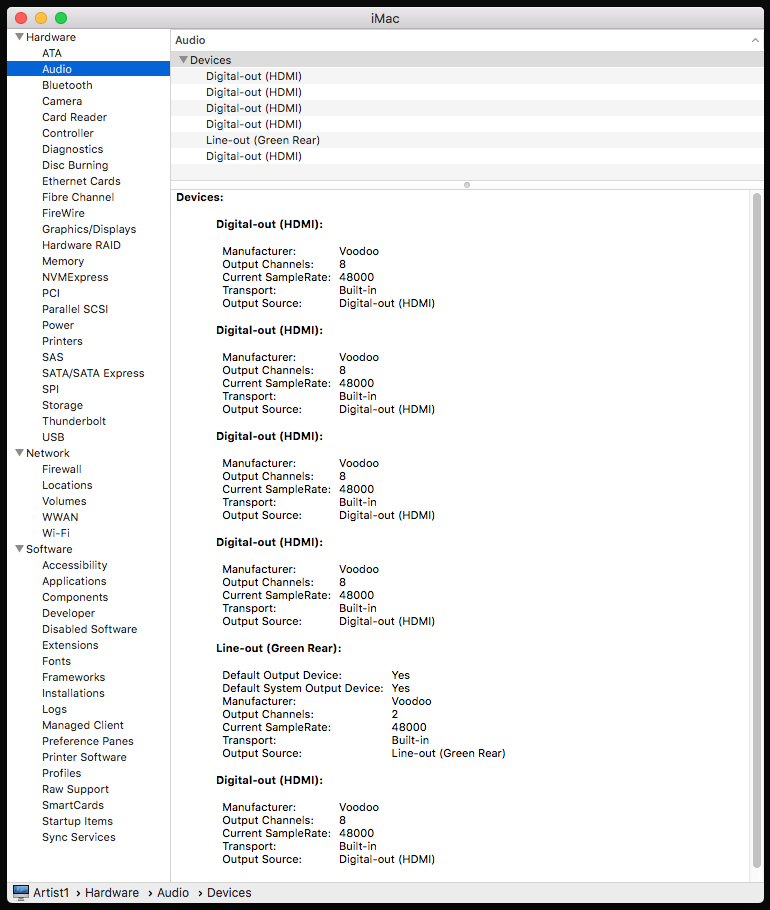 iMac
Hardware
ATA
Audio
Bluetooth
Camera
Card Reader
Controller
Diagnostics
Disc Burning
Ethernet Cards
Fibre Channel
FireWire
Graphics/Displays
Hardware RAID
Memory
NVMExpress
PCI
Parallel SCSI
Power
Printers
SAS
SATA/SATA Express
SPI
Storage
Thunderbolt
USB
Network
Firewall
Locations
Volumes
WWAN
Wi-Fi
Software
Accessibility
Applications
Components
Developer
Disabled Software
Extensions
Fonts
Frameworks
Installations
Logs
Managed Client
Preference Panes
Printer Software
Profiles
Raw Support
SmartCards
Startup Items
Sync Services
Audio
Devices
Digital-out (HDMI)
Digital-out (HDMI)
Digital-out (HDMI)
Digital-out (HDMI)
Line-out (Green Rear)
Digital-out (HDMI)
Devices:
Digital-out (HDMI):
Manufacturer: Voodoo
Output Channels: 8
Current SampleRate: 48000
Transport: Built-in
Output Source: Digital-out (HDMI)
Digital-out (HDMI):
Manufacturer: Voodoo
Output Channels: 8
Current SampleRate: 48000
Transport: Built-in
Output Source: Digital-out (HDMI)
Digital-out (HDMI):
Manufacturer: Voodoo
Output Channels: 8
Current SampleRate: 48000
Transport: Built-in
Output Source: Digital-out (HDMI)
Digital-out (HDMI):
Manufacturer: Voodoo
Output Channels: 8
Current SampleRate: 48000
Transport: Built-in
Output Source: Digital-out (HDMI)
Line-out (Green Rear):
Default Output Device: Yes
Default System Output Device: Yes
Manufacturer: Voodoo
Output Channels: 2
Current SampleRate: 48000
Transport: Built-in
Output Source: Line-out (Green Rear)
Digital-out (HDMI):
Manufacturer: Voodoo
Output Channels: 8
Current SampleRate: 48000
Transport: Built-in
Output Source: Digital-out (HDMI)
Artist1 › Hardware › Audio › Devices